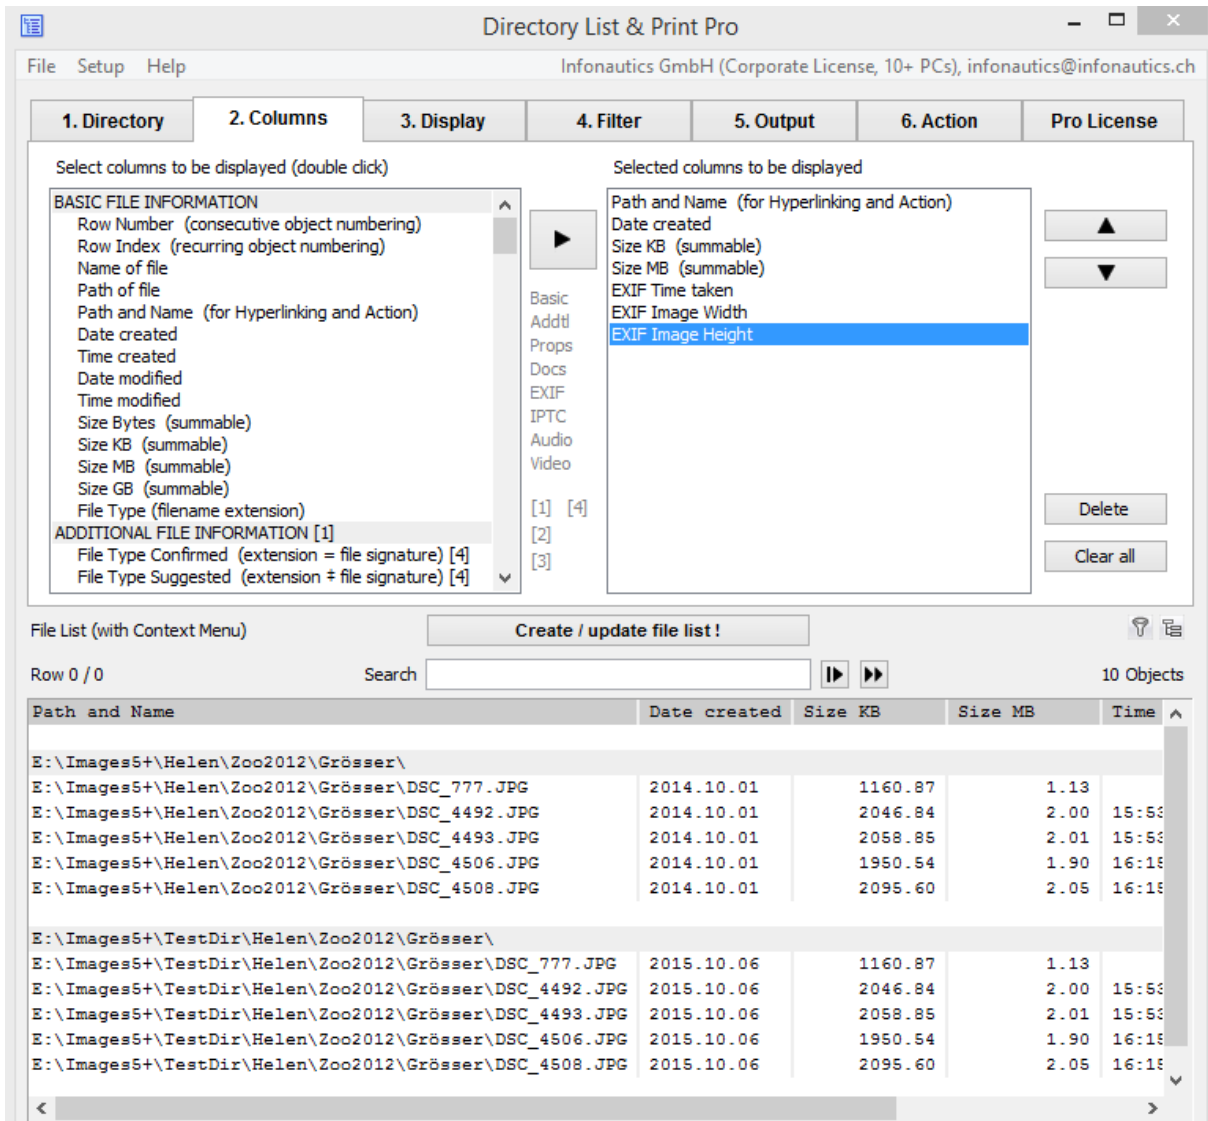 Directory List & Print Pro
File Setup Help Infonautics GmbH (Corporate License, 10+ PCs), infonautics@infonautics.ch
1. Directory 2. Columns 3. Display 4. Filter 5. Output 6. Action Pro License
Select columns to be displayed (double click)
BASIC FILE INFORMATION
Row Number (consecutive object numbering)
Row Index (recurring object numbering)
Name of file
Path of file
Path and Name (for Hyperlinking and Action)
Date created
Time created
Date modified
Time modified
Size Bytes (summable)
Size KB (summable)
Size MB (summable)
Size GB (summable)
File Type (filename extension)
ADDITIONAL FILE INFORMATION [1]
File Type Confirmed (extension = file signature) [4]
File Type Suggested (extension ‡ file signature) [4]
Basic
Addtl
Props
Docs
EXIF
IPTC
Audio
Video
[1] [4]
[2]
[3]
Selected columns to be displayed
Path and Name (for Hyperlinking and Action)
Date created
Size KB (summable)
Size MB (summable)
EXIF Time taken
EXIF Image Width
EXIF Image Height
Delete
Clear all
File List (with Context Menu) Create / update file list !
Row 0 / 0 Search 10 Objects
Path and Name Date created Size KB Size MB Time
E:\Images5+\Helen\Zoo2012\Grösser\
E:\Images5+\Helen\Zoo2012\Grösser\DSC_777.JPG 2014.10.01 1160.87 1.13
E:\Images5+\Helen\Zoo2012\Grösser\DSC_4492.JPG 2014.10.01 2046.84 2.00 15:53
E:\Images5+\Helen\Zoo2012\Grösser\DSC_4493.JPG 2014.10.01 2058.85 2.01 15:53
E:\Images5+\Helen\Zoo2012\Grösser\DSC_4506.JPG 2014.10.01 1950.54 1.90 16:15
E:\Images5+\Helen\Zoo2012\Grösser\DSC_4508.JPG 2014.10.01 2095.60 2.05 16:15
E:\Images5+\TestDir\Helen\Zoo2012\Grösser\
E:\Images5+\TestDir\Helen\Zoo2012\Grösser\DSC_777.JPG 2015.10.06 1160.87 1.13
E:\Images5+\TestDir\Helen\Zoo2012\Grösser\DSC_4492.JPG 2015.10.06 2046.84 2.00 15:53
E:\Images5+\TestDir\Helen\Zoo2012\Grösser\DSC_4493.JPG 2015.10.06 2058.85 2.01 15:53
E:\Images5+\TestDir\Helen\Zoo2012\Grösser\DSC_4506.JPG 2015.10.06 1950.54 1.90 16:15
E:\Images5+\TestDir\Helen\Zoo2012\Grösser\DSC_4508.JPG 2015.10.06 2095.60 2.05 16:15